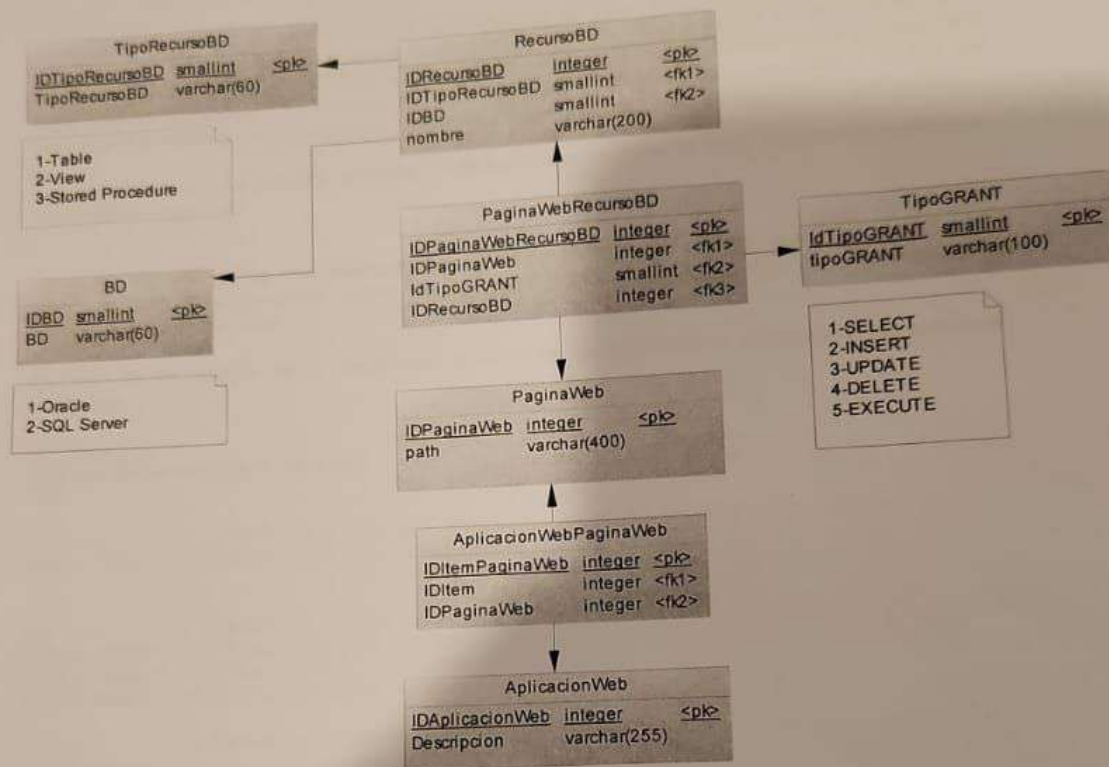 TipoRecursoBD
IDTipoRecursoBD smallint <pk>
TipoRecursoBD varchar(60)
RecursoBD
IDRecursoBD integer <pk>
IDTipoRecursoBD smallint <fk1>
IDBD smallint <fk2>
nombre varchar(200)
1-Table
2-View
3-Stored Procedure
PaginaWebRecursoBD
IDPaginaWebRecursoBD integer <pk>
IDPaginaWeb integer <fk1>
IdTipoGRANT smallint <fk2>
IDRecursoBD integer <fk3>
TipoGRANT
IdTipoGRANT smallint <pk>
tipoGRANT varchar(100)
BD
IDBD smallint <pk>
BD varchar(60)
1-Oracle
2-SQL Server
1-SELECT
2-INSERT
3-UPDATE
4-DELETE
5-EXECUTE
PaginaWeb
IDPaginaWeb integer <pk>
path varchar(400)
AplicacionWebPaginaWeb
IDItemPaginaWeb integer <pk>
IDItem integer <fk1>
IDPaginaWeb integer <fk2>
AplicacionWeb
IDAplicacionWeb integer <pk>
Descripcion varchar(255)